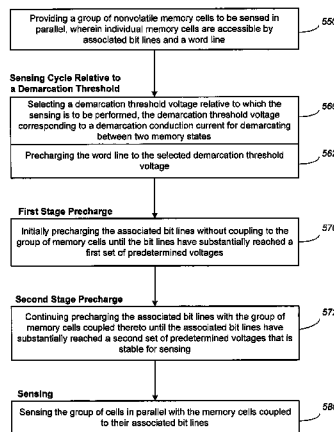 Providing a group of nonvolatile memory cells to be sensed in
parallel, wherein individual memory cells are accessible by
associated bit lines and a word line
Sensing Cycle Relative to
a Demarcation Threshold
Selecting a demarcation threshold voltage relative to which the
sensing is to be performed, the demarcation threshold voltage
corresponding to a demarcation conduction current for demarcating
between two memory states
Precharging the word line to the selected demarcation threshold
voltage
First Stage Precharge
Initially precharging the associated bit lines without coupling to the
group of memory cells until the bit lines have substantially reached a
first set of predetermined voltages
570
Second Stage Precharge
Continuing precharging the associated bit lines with the group of
memory cells coupled thereto until the associated bit lines have
substantially reached a second set of predetermined voltages that is
stable for sensing
Sensing
Sensing the group of cells in parallel with the memory cells coupled
to their associated bit lines